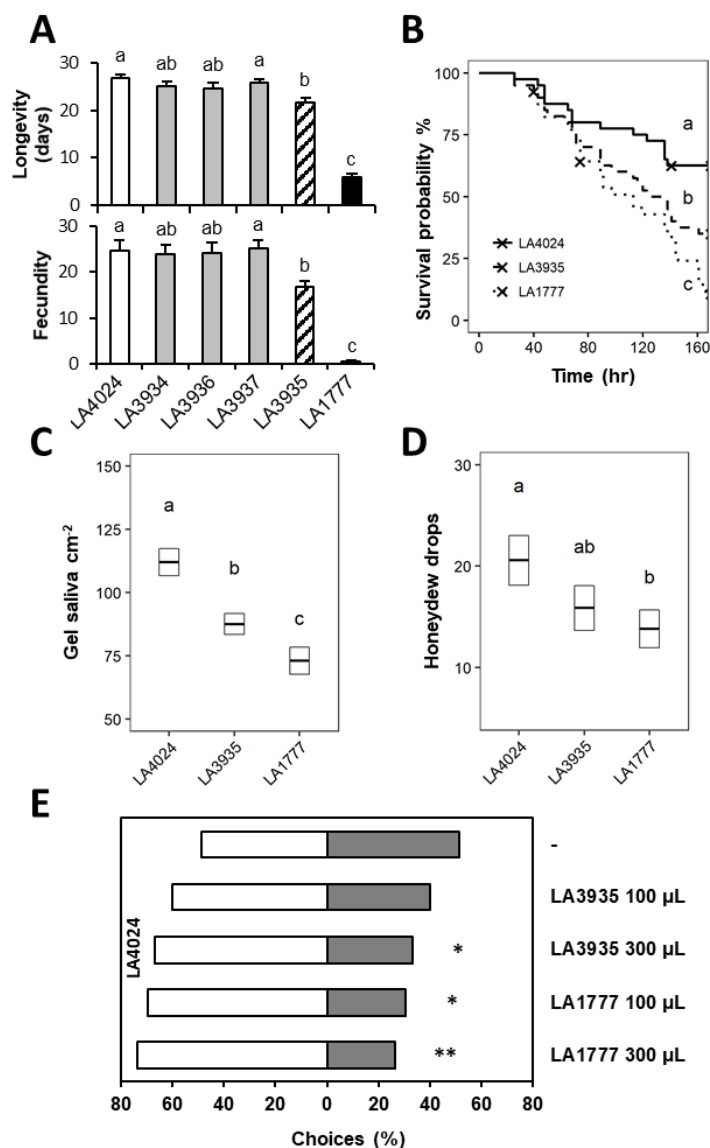 A
a ab ab a b c
Longevity
(days)
30
20
10
0
a ab ab a b c
Fecundity
30
20
10
0
LA4024 LA3934 LA3936 LA3937 LA3935 LA1777
B
Survival probability %
100
75
50
25
0
a
b
c
LA4024
LA3935
LA1777
0 40 80 120 160
Time (hr)
C
Gel saliva cm-2
150
125
100
75
50
a
b
c
LA4024 LA3935 LA1777
D
Honeydew drops
30
20
10
a
ab
b
LA4024 LA3935 LA1777
E
LA4024
-
LA3935 100 µL
* LA3935 300 µL
* LA1777 100 µL
** LA1777 300 µL
80 60 40 20 0 20 40 60 80
Choices (%)